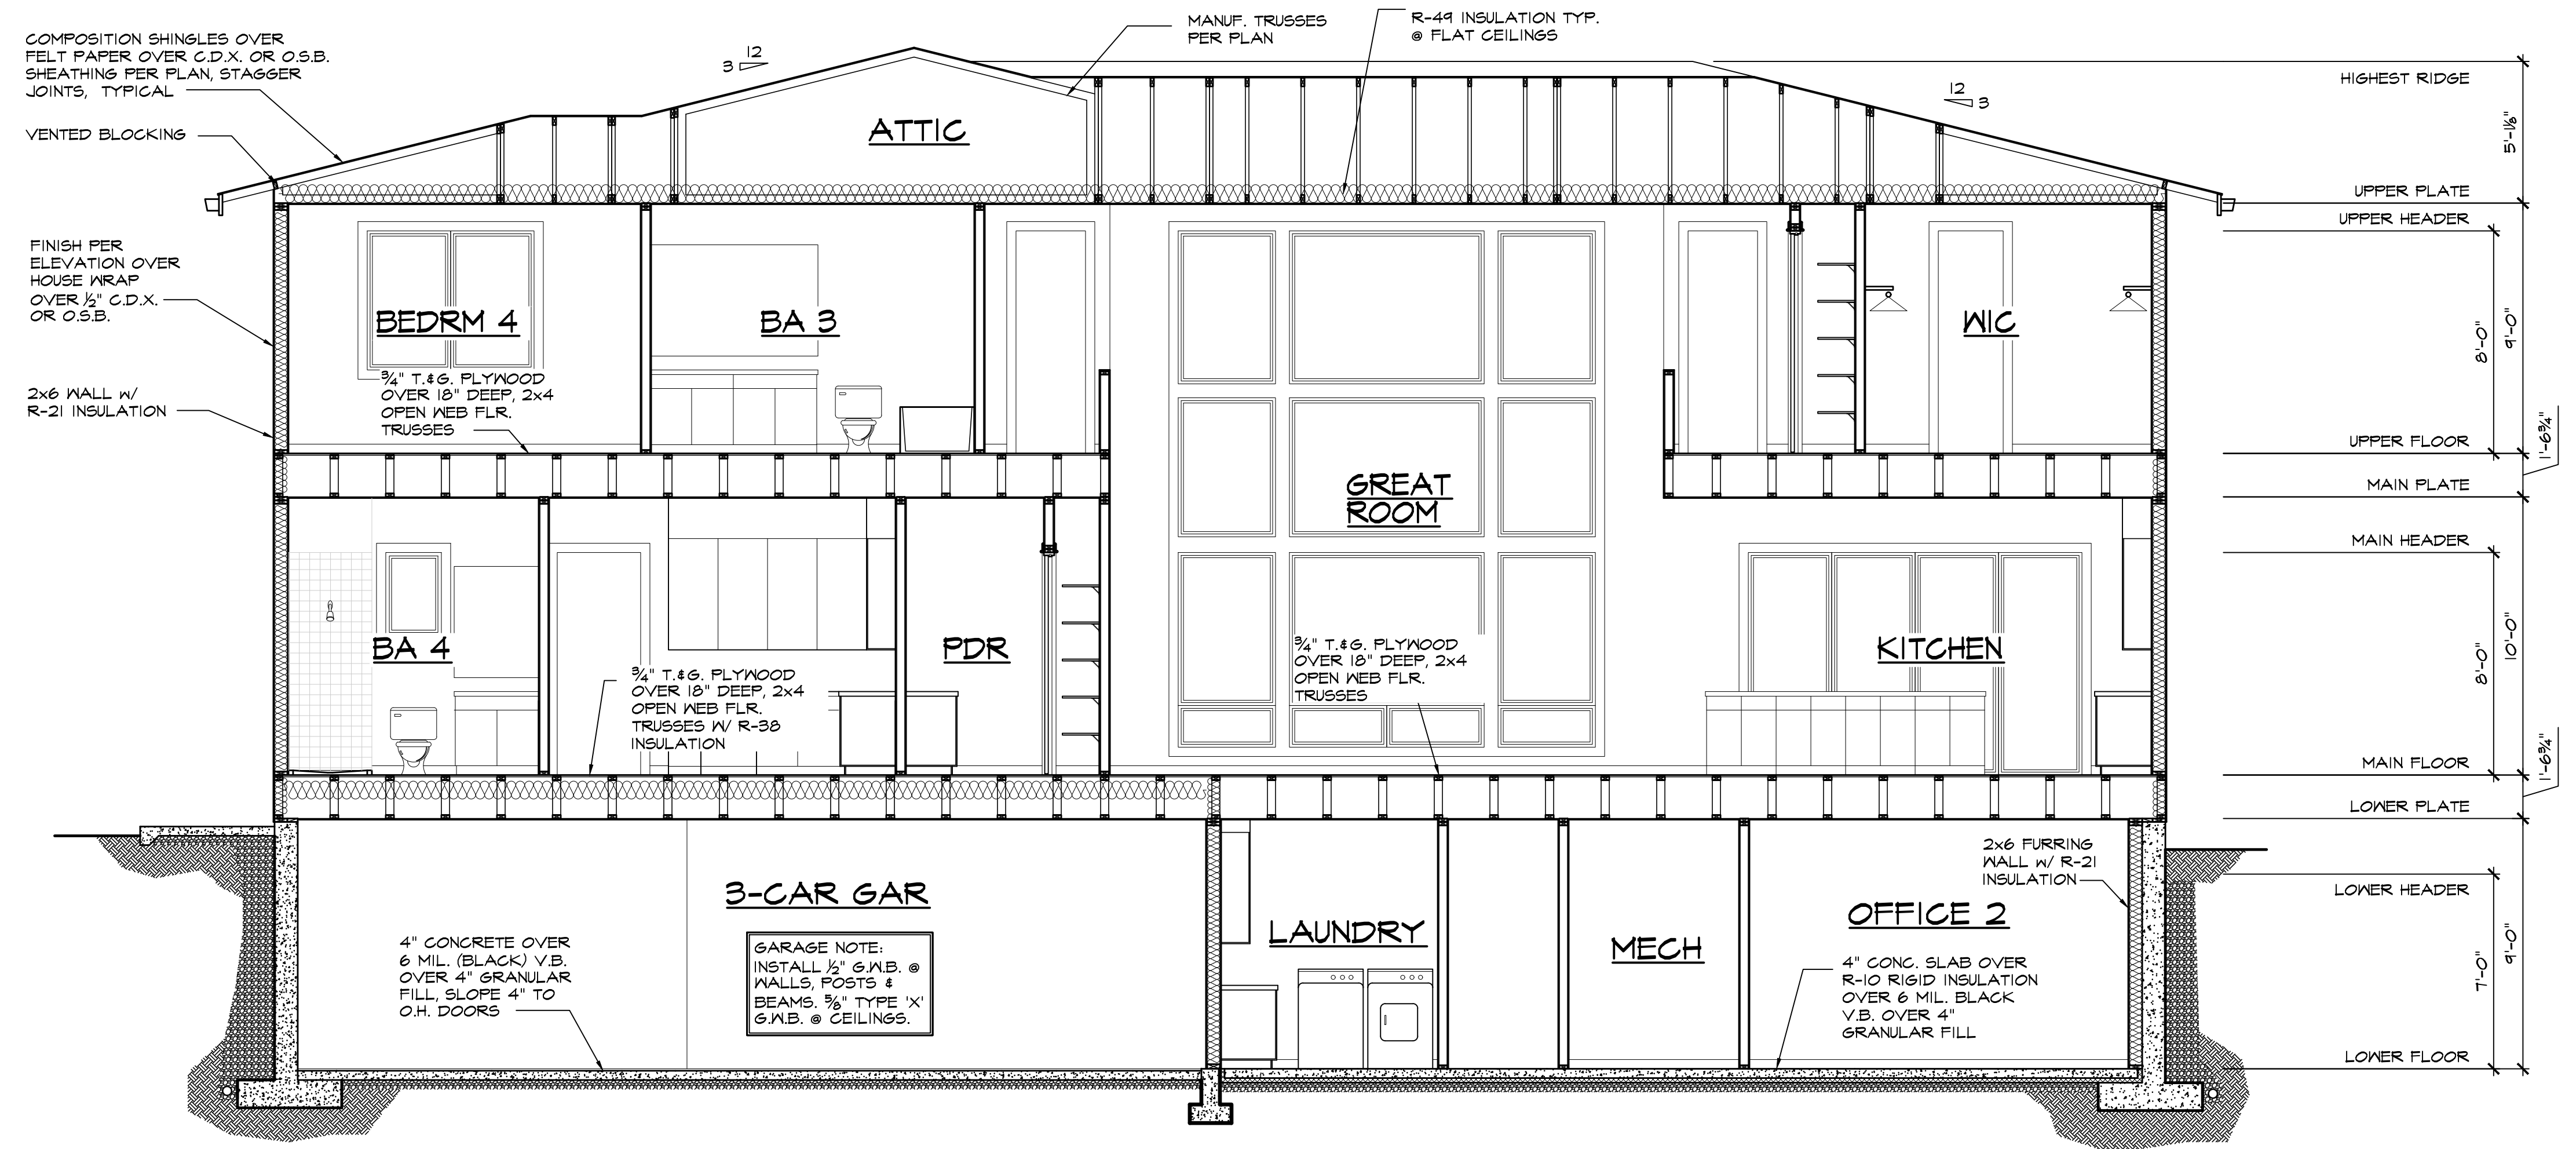 COMPOSITION SHINGLES OVER
FELT PAPER OVER C.D.X. OR O.S.B.
SHEATHING PER PLAN, STAGGER
JOINTS, TYPICAL
VENTED BLOCKING
FINISH PER
ELEVATION OVER
HOUSE WRAP
OVER ½" C.D.X.
OR O.S.B.
2x6 WALL w/
R-21 INSULATION
12
3
MANUF. TRUSSES
PER PLAN
R-49 INSULATION TYP.
@ FLAT CEILINGS
12
3
ATTIC
BEDRM 4
¾" T.&G. PLYWOOD
OVER 18" DEEP, 2x4
OPEN WEB FLR.
TRUSSES
BA 3
GREAT
ROOM
WIC
BA 4
¾" T.&G. PLYWOOD
OVER 18" DEEP, 2x4
OPEN WEB FLR.
TRUSSES W/ R-38
INSULATION
PDR
¾" T.&G. PLYWOOD
OVER 18" DEEP, 2x4
OPEN WEB FLR.
TRUSSES
KITCHEN
3-CAR GAR
4" CONCRETE OVER
6 MIL. (BLACK) V.B.
OVER 4" GRANULAR
FILL, SLOPE 4" TO
O.H. DOORS
GARAGE NOTE:
INSTALL ½" G.W.B. @
WALLS, POSTS &
BEAMS. ⅝" TYPE 'X'
G.W.B. @ CEILINGS.
LAUNDRY
MECH
OFFICE 2
2x6 FURRING
WALL w/ R-21
INSULATION
4" CONC. SLAB OVER
R-10 RIGID INSULATION
OVER 6 MIL. BLACK
V.B. OVER 4"
GRANULAR FILL
HIGHEST RIDGE
5'-1⅛"
UPPER PLATE
UPPER HEADER
8'-0"
9'-0"
UPPER FLOOR
1'-6¾"
MAIN PLATE
MAIN HEADER
8'-0"
10'-0"
MAIN FLOOR
1'-6¾"
LOWER PLATE
LOWER HEADER
7'-0"
9'-0"
LOWER FLOOR